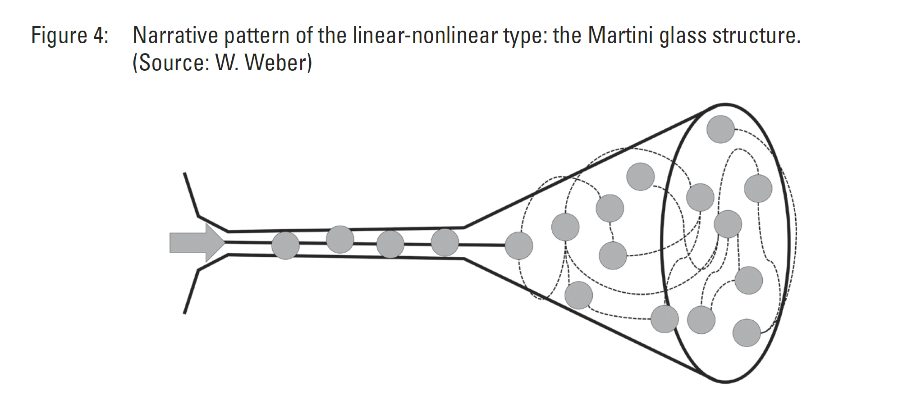 Figure 4: Narrative pattern of the linear-nonlinear type: the Martini glass structure.
(Source: W. Weber)